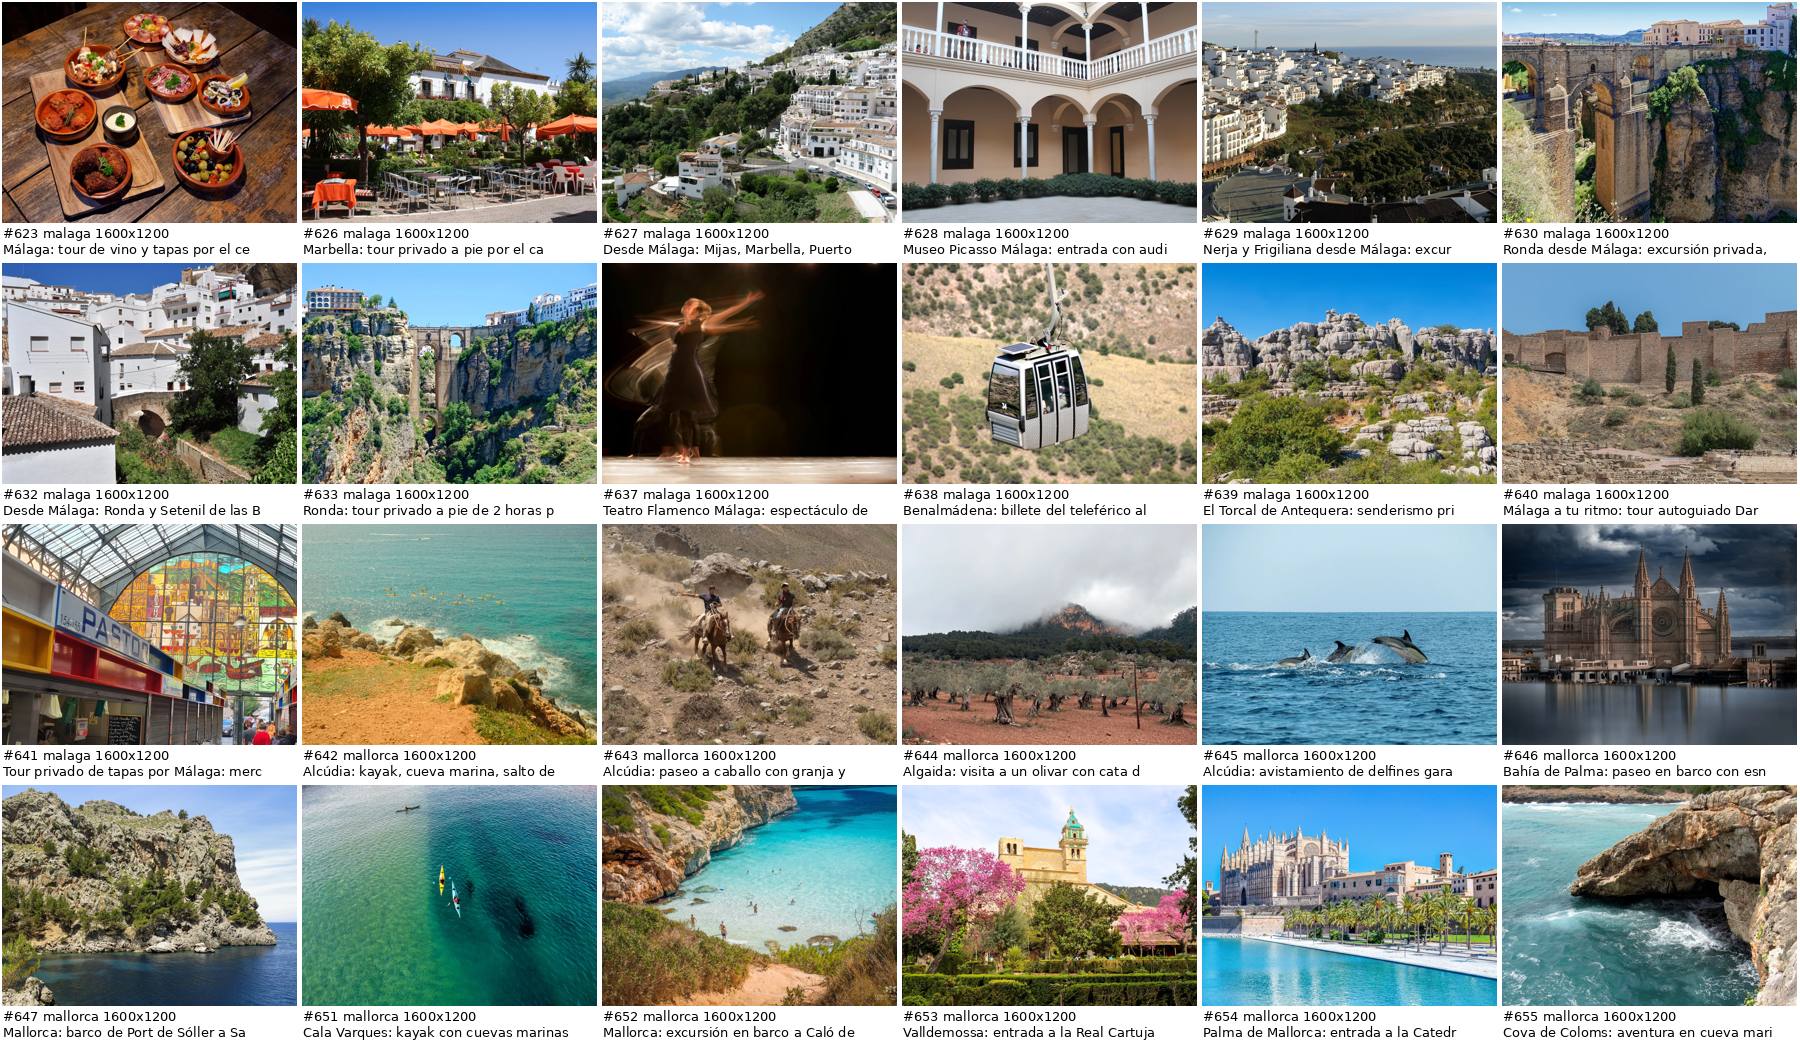 #623 malaga 1600x1200
Málaga: tour de vino y tapas por el ce
#626 malaga 1600x1200
Marbella: tour privado a pie por el ca
#627 malaga 1600x1200
Desde Málaga: Mijas, Marbella, Puerto
#628 malaga 1600x1200
Museo Picasso Málaga: entrada con audi
#629 malaga 1600x1200
Nerja y Frigiliana desde Málaga: excur
#630 malaga 1600x1200
Ronda desde Málaga: excursión privada,
#632 malaga 1600x1200
Desde Málaga: Ronda y Setenil de las B
#633 malaga 1600x1200
Ronda: tour privado a pie de 2 horas p
#637 malaga 1600x1200
Teatro Flamenco Málaga: espectáculo de
#638 malaga 1600x1200
Benalmádena: billete del teleférico al
#639 malaga 1600x1200
El Torcal de Antequera: senderismo pri
#640 malaga 1600x1200
Málaga a tu ritmo: tour autoguiado Dar
PASTO
#641 malaga 1600x1200
Tour privado de tapas por Málaga: merc
#642 mallorca 1600x1200
Alcúdia: kayak, cueva marina, salto de
#643 mallorca 1600x1200
Alcúdia: paseo a caballo con granja y
#644 mallorca 1600x1200
Algaida: visita a un olivar con cata d
#645 mallorca 1600x1200
Alcúdia: avistamiento de delfines gara
#646 mallorca 1600x1200
Bahía de Palma: paseo en barco con esn
#647 mallorca 1600x1200
Mallorca: barco de Port de Sóller a Sa
#651 mallorca 1600x1200
Cala Varques: kayak con cuevas marinas
#652 mallorca 1600x1200
Mallorca: excursión en barco a Caló de
#653 mallorca 1600x1200
Valldemossa: entrada a la Real Cartuja
#654 mallorca 1600x1200
Palma de Mallorca: entrada a la Catedr
#655 mallorca 1600x1200
Cova de Coloms: aventura en cueva mari